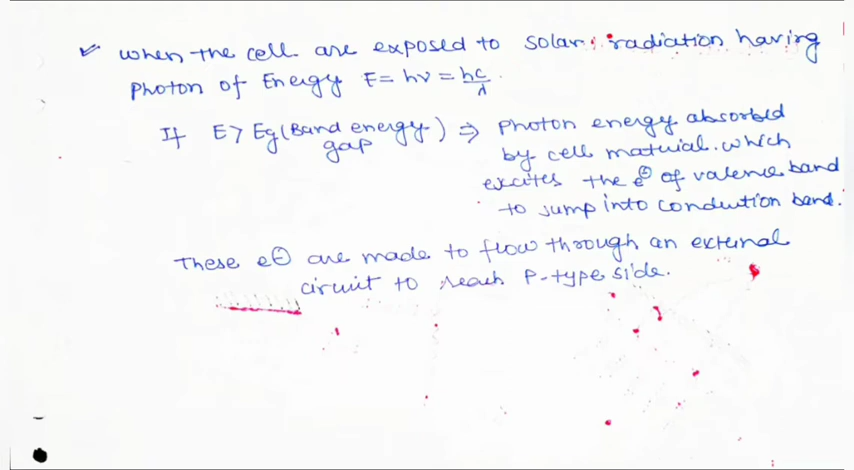 ✓ when the cell are exposed to solar radiation having
Photon of Energy E = hν = hc/λ.
If E > Eg (Band energy gap) ⇒ photon energy absorbed
by cell material. which
excites the e⊖ of valence band
to jump into conduction band.
These e⊖ are made to flow through an external
circuit to reach P-type side.